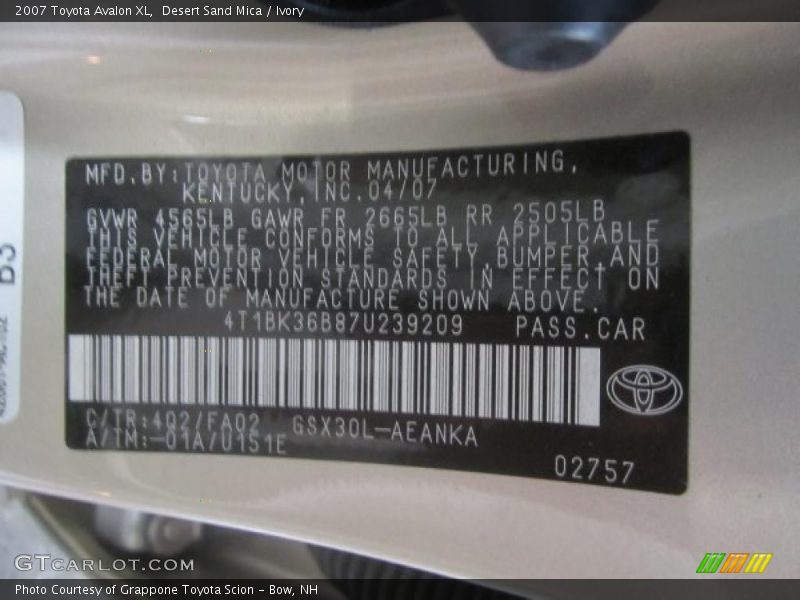 2007 Toyota Avalon XL,  Desert Sand Mica / Ivory
MFD.BY:TOYOTA MOTOR MANUFACTURING,
KENTUCKY,INC.04/07
GVWR 4565LB GAWR FR 2665LB RR 2505LB
THIS VEHICLE CONFORMS TO ALL APPLICABLE
FEDERAL MOTOR VEHICLE SAFETY,BUMPER,AND
THEFT PREVENTION STANDARDS IN EFFECT ON
THE DATE OF MANUFACTURE SHOWN ABOVE.
4T1BK36B87U239209 PASS.CAR
C/TR:4Q2/FA02 GSX30L-AEANKA
A/TM:-01A/U151E
02757
B3
GTCARLOT.COM
Photo Courtesy of Grappone Toyota Scion - Bow, NH